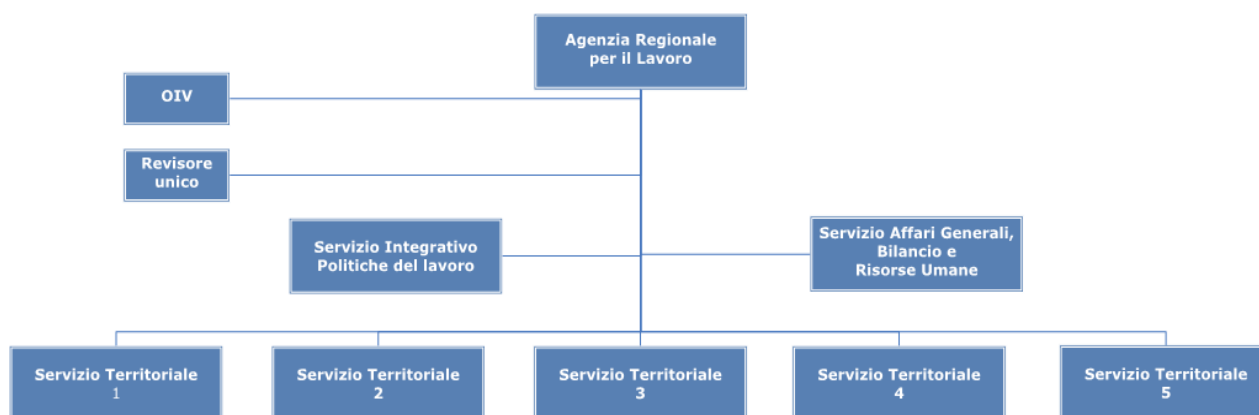 Agenzia Regionale
per il Lavoro
OIV
Revisore
unico
Servizio Integrativo
Politiche del lavoro
Servizio Affari Generali,
Bilancio e
Risorse Umane
Servizio Territoriale
1
Servizio Territoriale
2
Servizio Territoriale
3
Servizio Territoriale
4
Servizio Territoriale
5